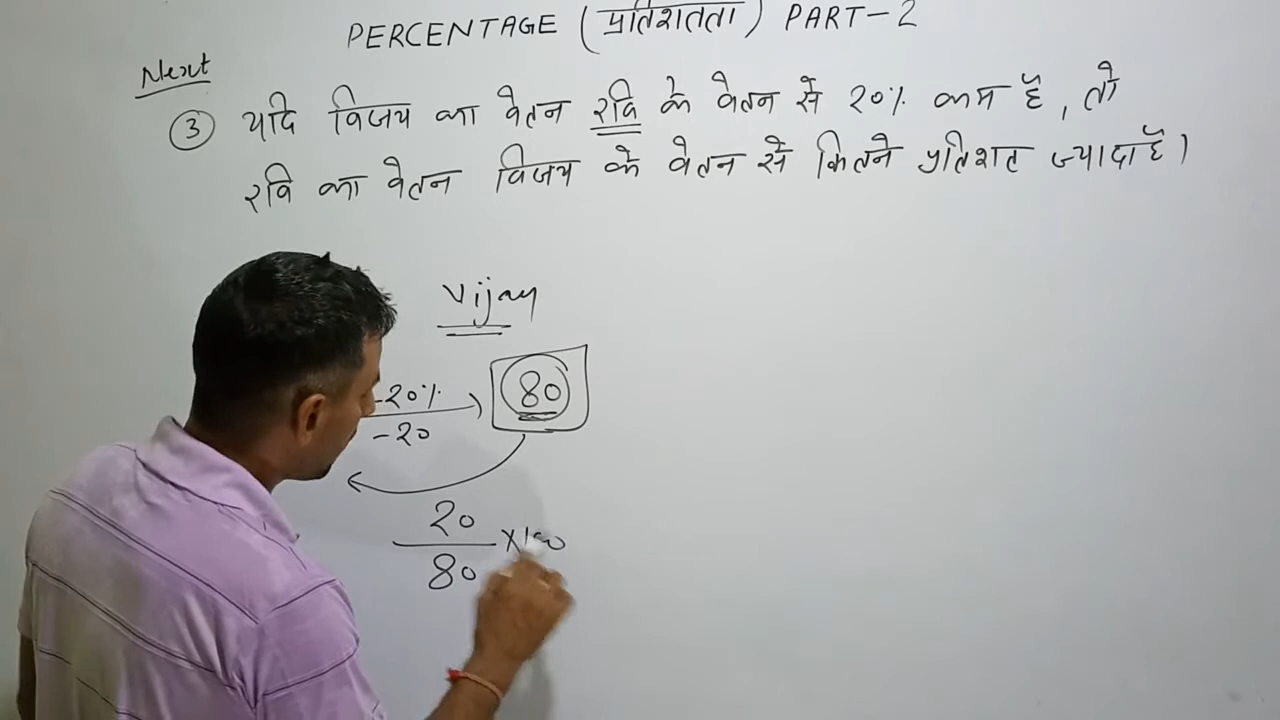 PERCENTAGE (प्रतिशतता) PART-2
Next
③ यदि विजय का वेतन रवि के वेतन से 20% कम है, तो
रवि का वेतन विजय के वेतन से कितने प्रतिशत ज्यादा है।
Vijay
-20%
80
-20
20
80
×100